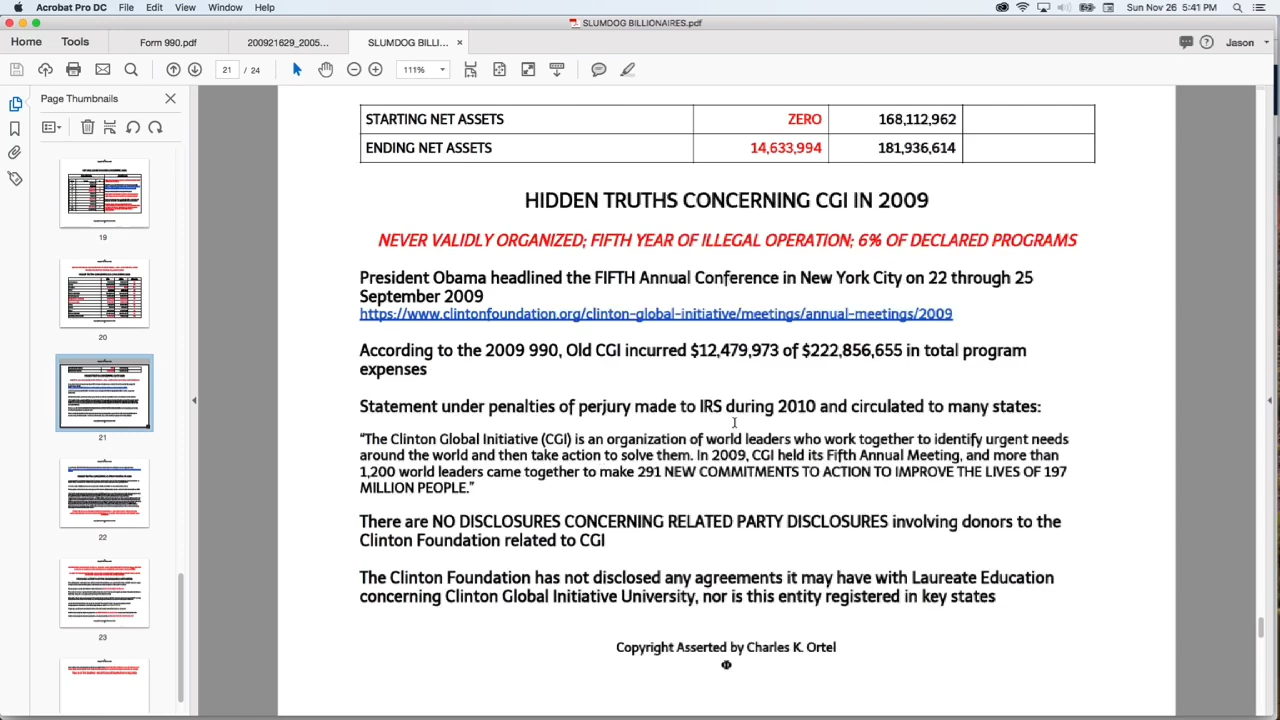 Acrobat Pro DC File Edit View Window Help Sun Nov 26 5:41 PM
SLUMDOG BILLIONAIRES.pdf
Home Tools Form 990.pdf 200921629_2005... SLUMDOG BILLI... × Jason
21 / 24 111%
Page Thumbnails
19
20
21
22
23
STARTING NET ASSETS ZERO 168,112,962
ENDING NET ASSETS 14,633,994 181,936,614
HIDDEN TRUTHS CONCERNING CGI IN 2009
NEVER VALIDLY ORGANIZED; FIFTH YEAR OF ILLEGAL OPERATION; 6% OF DECLARED PROGRAMS
President Obama headlined the FIFTH Annual Conference in New York City on 22 through 25
September 2009
https://www.clintonfoundation.org/clinton-global-initiative/meetings/annual-meetings/2009
According to the 2009 990, Old CGI incurred $12,479,973 of $222,856,655 in total program
expenses
Statement under penalties of perjury made to IRS during 2010 and circulated to many states:
“The Clinton Global Initiative (CGI) is an organization of world leaders who work together to identify urgent needs
around the world and then take action to solve them. In 2009, CGI held its Fifth Annual Meeting, and more than
1,200 world leaders came together to make 291 NEW COMMITMENTS TO ACTION TO IMPROVE THE LIVES OF 197
MILLION PEOPLE.”
There are NO DISCLOSURES CONCERNING RELATED PARTY DISCLOSURES involving donors to the
Clinton Foundation related to CGI
The Clinton Foundation has not disclosed any agreements it may have with Laureate Education
concerning Clinton Global Initiative University, nor is this entity registered in key states
Copyright Asserted by Charles K. Ortel